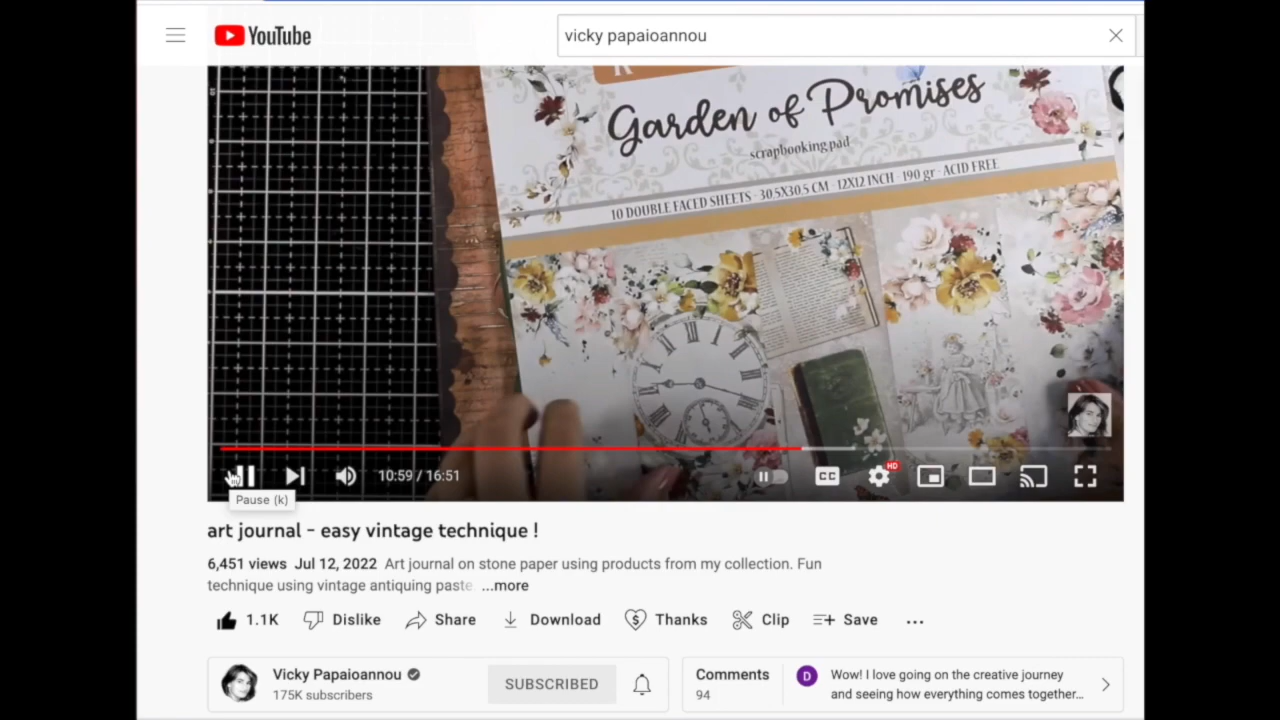 YouTube
vicky papaioannou
Garden of Promises
scrapbooking pad
10 DOUBLE FACED SHEETS - 30.5X30.5 CM - 12X12 INCH - 190 gr - ACID FREE
10:59 / 16:51
CC
HD
Pause (k)
art journal - easy vintage technique !
6,451 views Jul 12, 2022 Art journal on stone paper using products from my collection. Fun
technique using vintage antiquing paste ...more
1.1K Dislike Share Download Thanks Clip Save ...
Vicky Papaioannou
175K subscribers
SUBSCRIBED
Comments
94
D
Wow! I love going on the creative journey
and seeing how everything comes together...